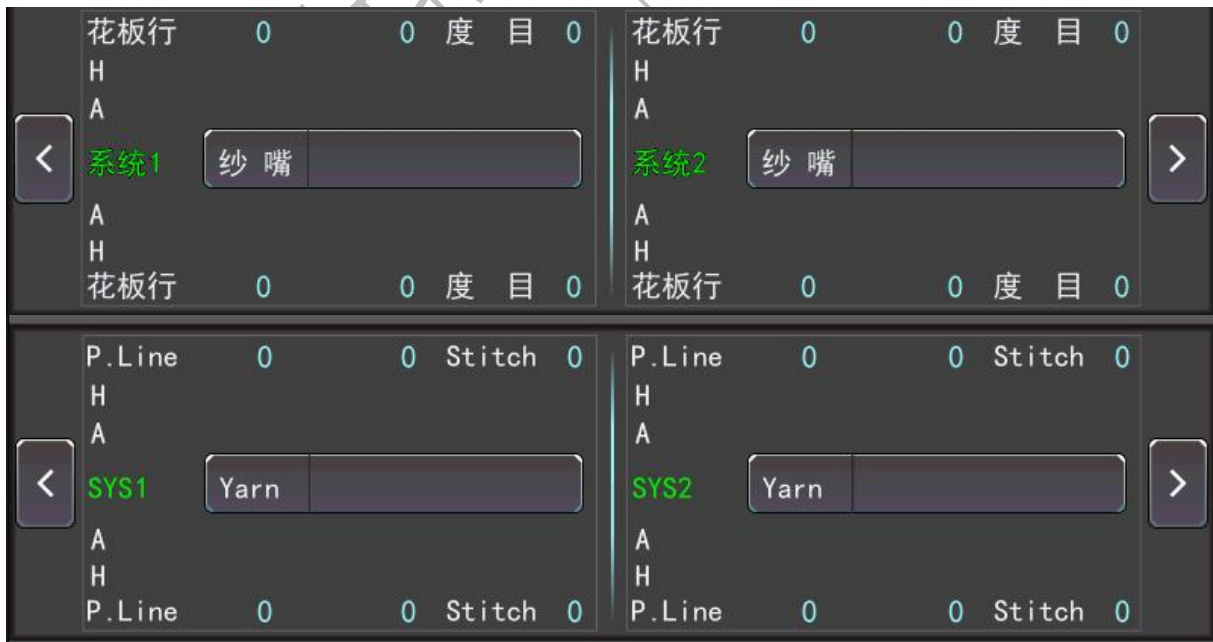 花板行 0 0 度 目 0 花板行 0 0 度 目 0
H H
A A
< 系统1 纱 嘴 系统2 纱 嘴 >
A A
H H
花板行 0 0 度 目 0 花板行 0 0 度 目 0
P.Line 0 0 Stitch 0 P.Line 0 0 Stitch 0
H H
A A
< SYS1 Yarn SYS2 Yarn >
A A
H H
P.Line 0 0 Stitch 0 P.Line 0 0 Stitch 0